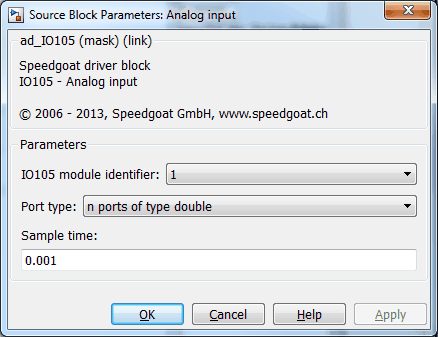 Source Block Parameters: Analog input
ad_IO105 (mask) (link)
Speedgoat driver block
IO105 - Analog input
© 2006 - 2013, Speedgoat GmbH, www.speedgoat.ch
Parameters
IO105 module identifier: 1
Port type: n ports of type double
Sample time:
0.001
OK Cancel Help Apply